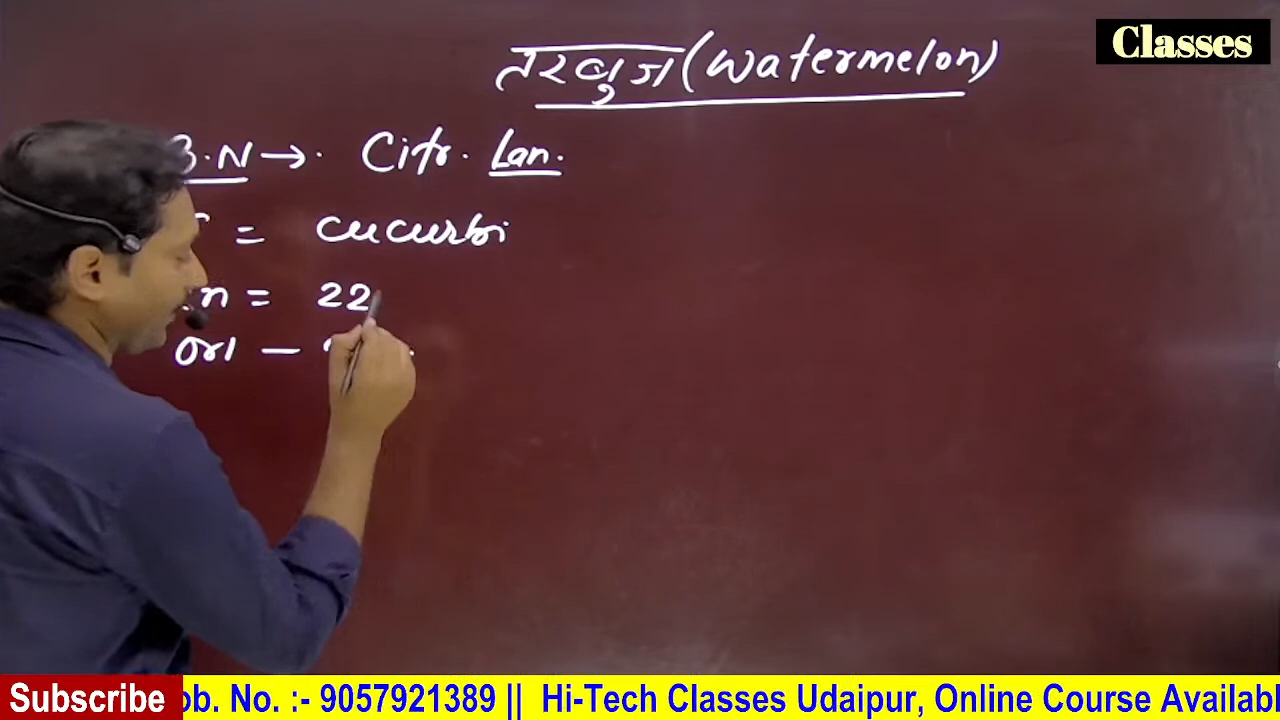 Classes
तरबुज (Watermelon)
B.N → Citr. Lan.
= cucurbi
n = 22
Ori —
Subscribe ob. No. :- 9057921389 || Hi-Tech Classes Udaipur, Online Course Availabl